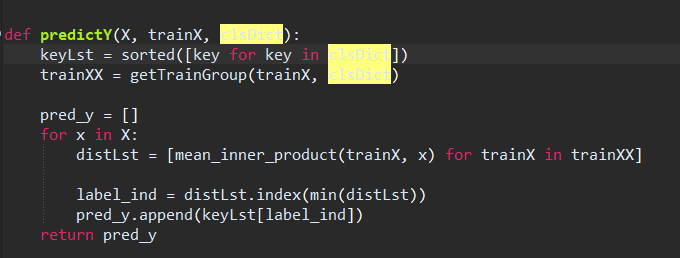 def predictY(X, trainX, clsDict):
    keyLst = sorted([key for key in clsDict])
    trainXX = getTrainGroup(trainX, clsDict)
    pred_y = []
    for x in X:
        distLst = [mean_inner_product(trainX, x) for trainX in trainXX]
        label_ind = distLst.index(min(distLst))
        pred_y.append(keyLst[label_ind])
    return pred_y